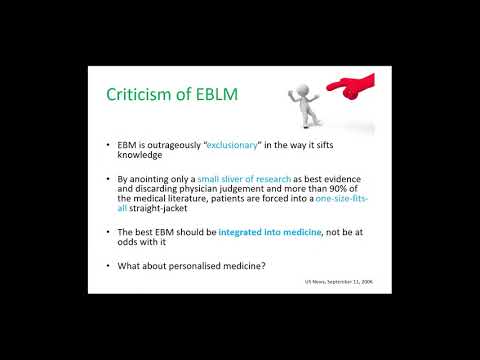 Criticism of EBLM
• EBM is outrageously “exclusionary” in the way it sifts
knowledge
• By anointing only a small sliver of research as best evidence
and discarding physician judgement and more than 90% of
the medical literature, patients are forced into a one-size-fits-
all straight-jacket
• The best EBM should be integrated into medicine, not be at
odds with it
• What about personalised medicine?
US News, September 11, 2006